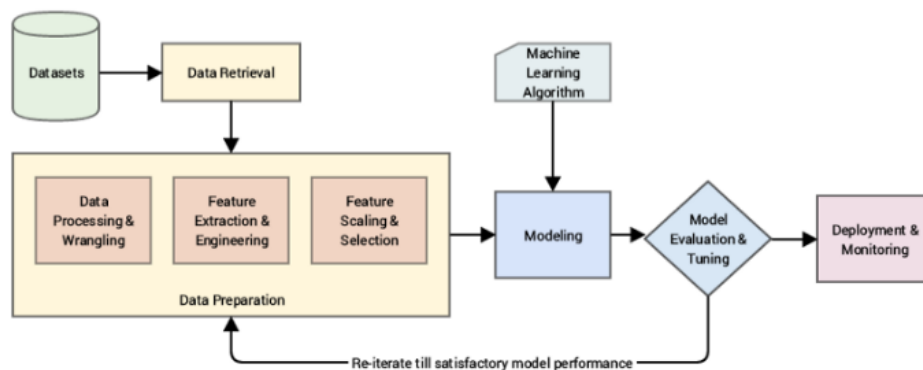 Datasets
Data Retrieval
Machine
Learning
Algorithm
Data
Processing &
Wrangling
Feature
Extraction &
Engineering
Feature
Scaling &
Selection
Data Preparation
Modeling
Model
Evaluation &
Tuning
Deployment &
Monitoring
Re-iterate till satisfactory model performance